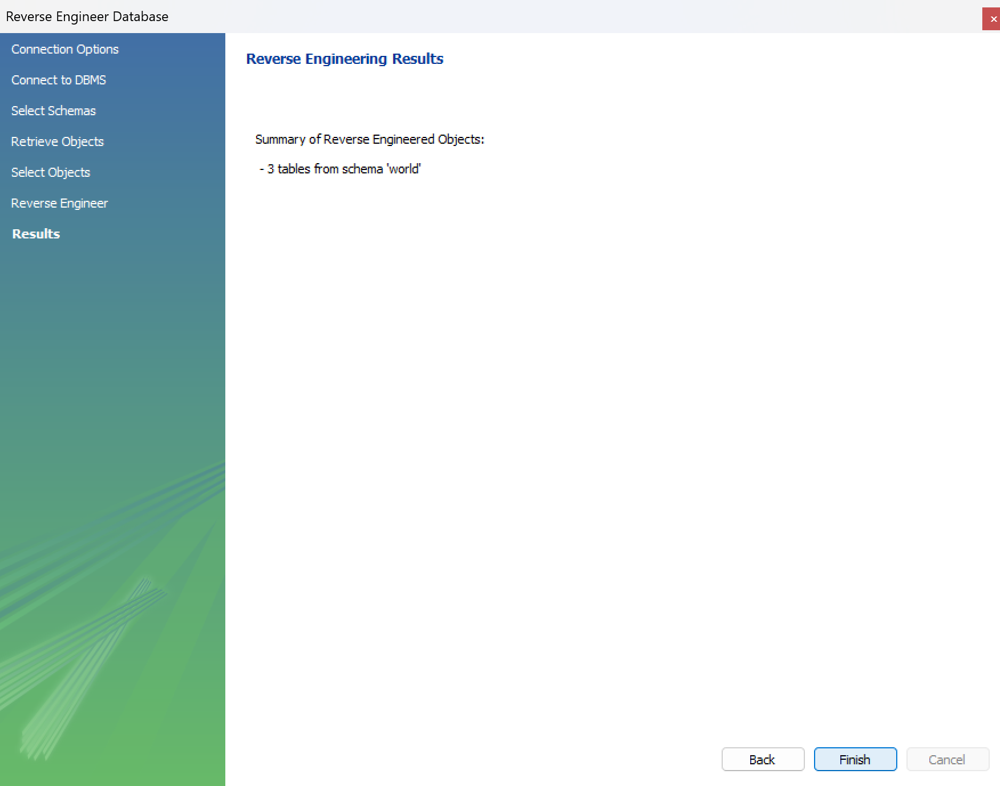 Reverse Engineer Database
Connection Options
Connect to DBMS
Select Schemas
Retrieve Objects
Select Objects
Reverse Engineer
Results
Reverse Engineering Results
Summary of Reverse Engineered Objects:
- 3 tables from schema 'world'
Back
Finish
Cancel